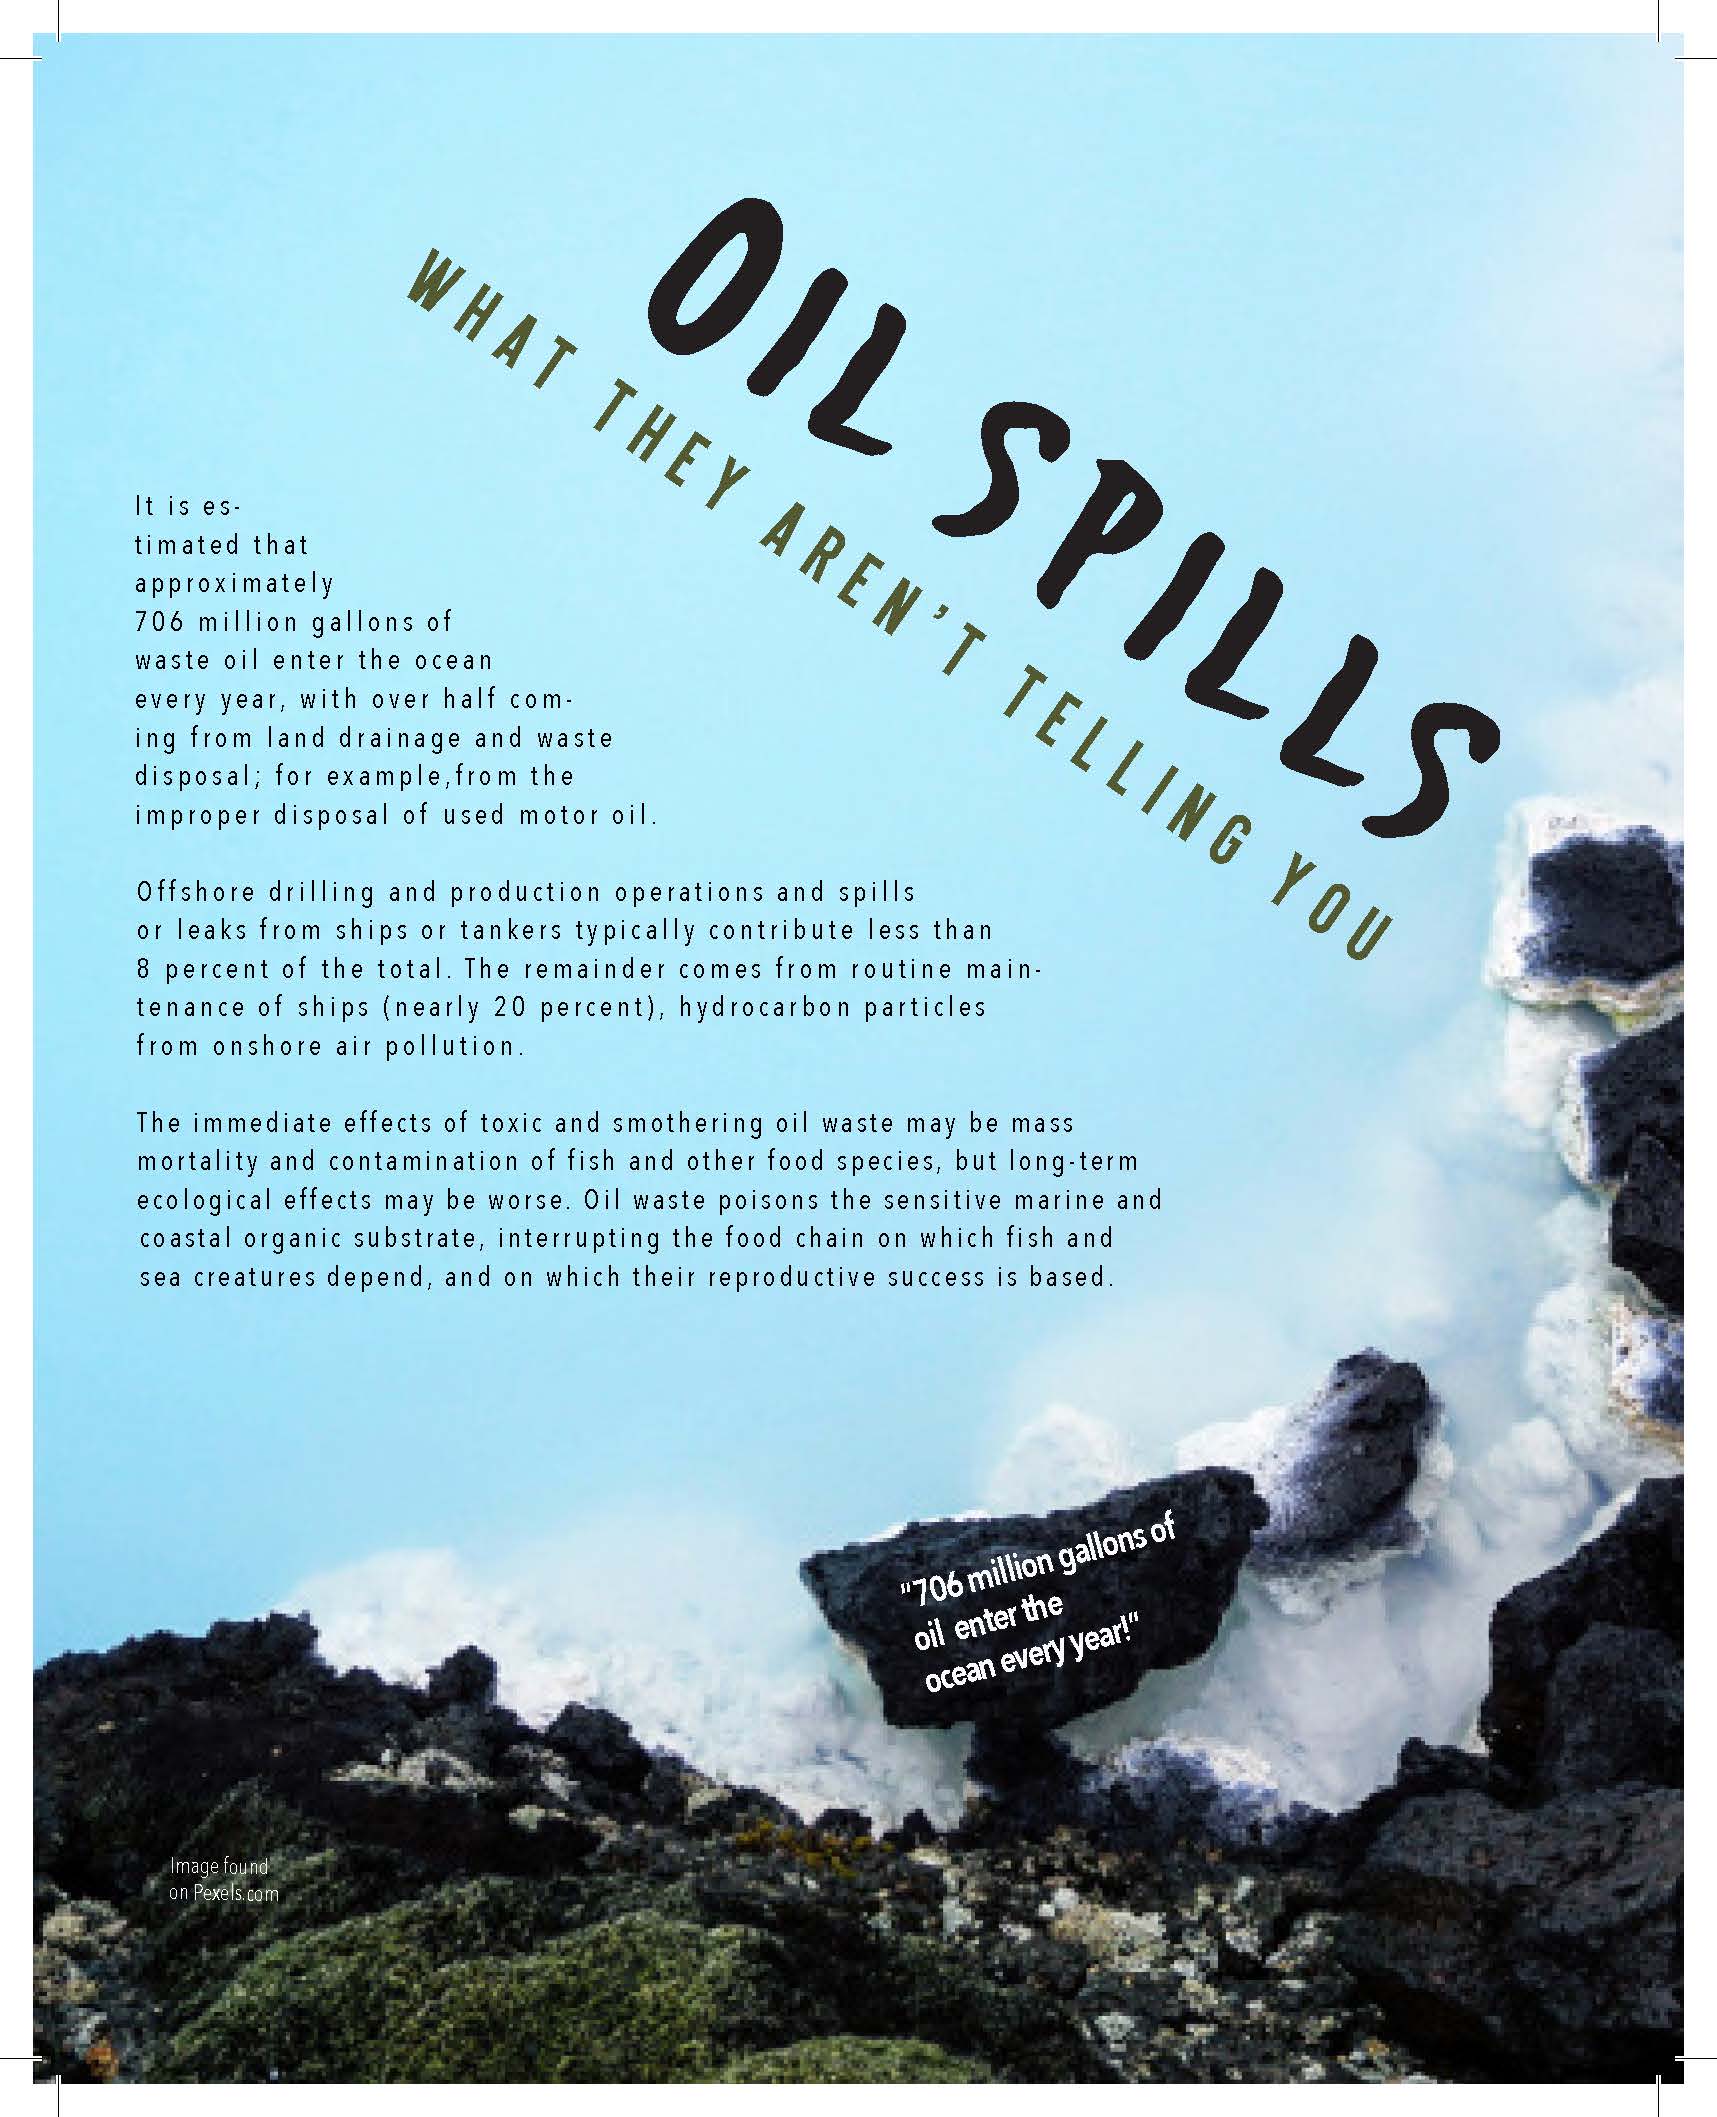 OIL SPILLS
WHAT THEY AREN'T TELLING YOU
It is es-
timated that
approximately
706 million gallons of
waste oil enter the ocean
every year, with over half com-
ing from land drainage and waste
disposal; for example,from the
improper disposal of used motor oil.
Offshore drilling and production operations and spills
or leaks from ships or tankers typically contribute less than
8 percent of the total. The remainder comes from routine main-
tenance of ships (nearly 20 percent), hydrocarbon particles
from onshore air pollution.
The immediate effects of toxic and smothering oil waste may be mass
mortality and contamination of fish and other food species, but long-term
ecological effects may be worse. Oil waste poisons the sensitive marine and
coastal organic substrate, interrupting the food chain on which fish and
sea creatures depend, and on which their reproductive success is based.
"706 million gallons of
oil enter the
ocean every year!"
Image found
on Pexels.com